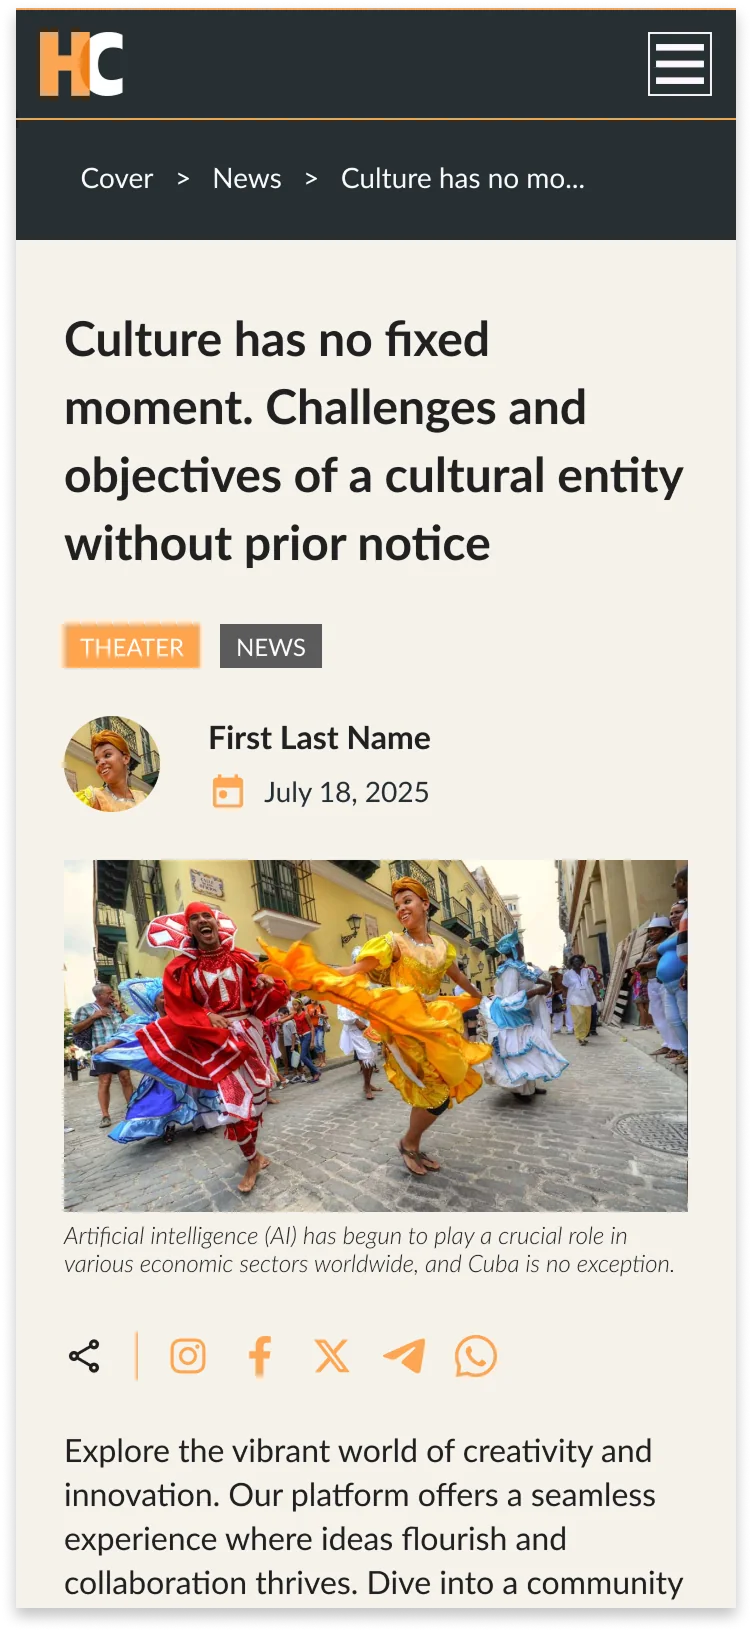 HC
Cover > News > Culture has no mo...
Culture has no fixed
moment. Challenges and
objectives of a cultural entity
without prior notice
THEATER NEWS
First Last Name
July 18, 2025
Artificial intelligence (AI) has begun to play a crucial role in
various economic sectors worldwide, and Cuba is no exception.
Explore the vibrant world of creativity and
innovation. Our platform offers a seamless
experience where ideas flourish and
collaboration thrives. Dive into a community